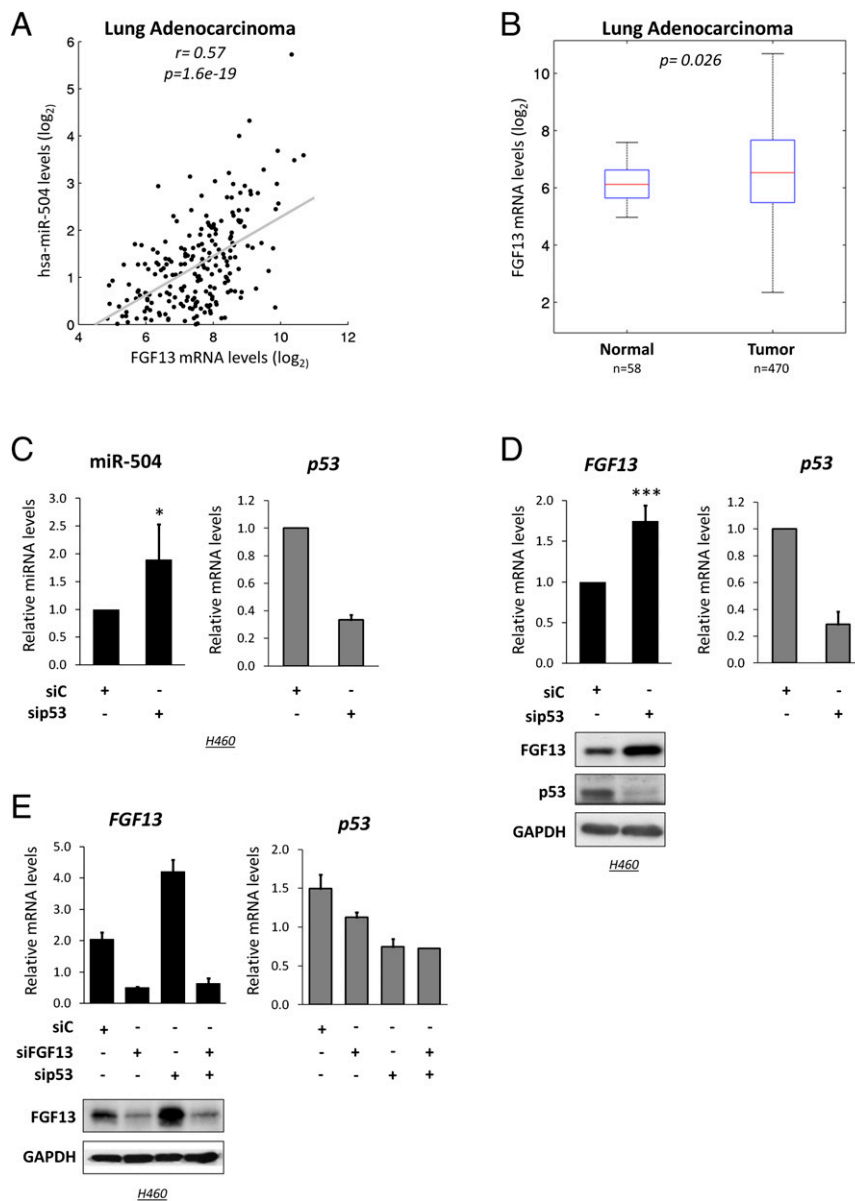 A
Lung Adenocarcinoma
r= 0.57
p=1.6e-19
hsa-miR-504 levels (log2)
6
5
4
3
2
1
0
4 6 8 10 12
FGF13 mRNA levels (log2)
B
Lung Adenocarcinoma
p= 0.026
FGF13 mRNA levels (log2)
10
8
6
4
2
Normal Tumor
n=58 n=470
C
miR-504
*
Relative miRNA levels
3.0
2.5
2.0
1.5
1.0
0.5
0.0
p53
Relative mRNA levels
1.2
1.0
0.8
0.6
0.4
0.2
0.0
siC + - + -
sip53 - + - +
H460
D
FGF13
***
Relative mRNA levels
2.0
1.5
1.0
0.5
0.0
p53
Relative mRNA levels
1.2
1.0
0.8
0.6
0.4
0.2
0.0
siC + - + -
sip53 - + - +
FGF13
p53
GAPDH
H460
E
FGF13
Relative mRNA levels
5.0
4.0
3.0
2.0
1.0
0.0
p53
Relative mRNA levels
2.0
1.5
1.0
0.5
0.0
siC + - - - + - - -
siFGF13 - + - + - + - +
sip53 - - + + - - + +
FGF13
GAPDH
H460